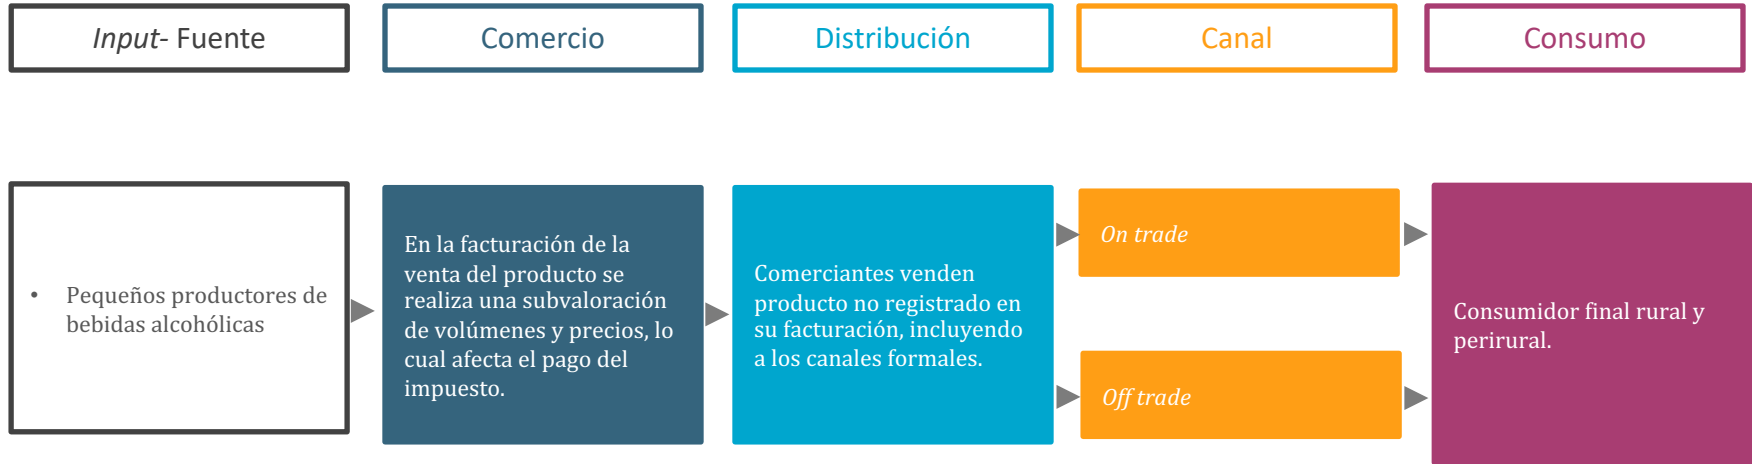 Input- Fuente
Comercio
Distribución
Canal
Consumo
• Pequeños productores de
bebidas alcohólicas
En la facturación de la
venta del producto se
realiza una subvaloración
de volúmenes y precios, lo
cual afecta el pago del
impuesto.
Comerciantes venden
producto no registrado en
su facturación, incluyendo
a los canales formales.
On trade
Off trade
Consumidor final rural y
perirural.